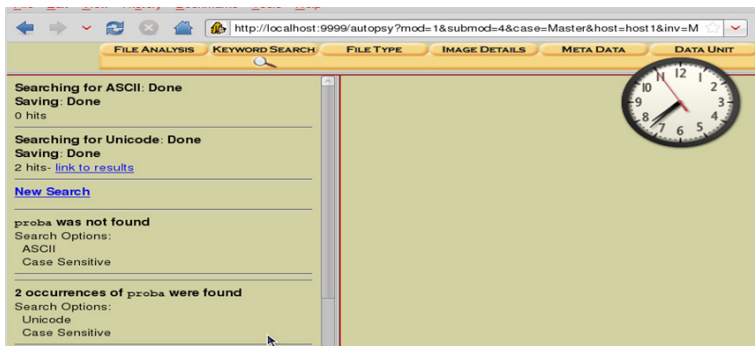 http://localhost:9999/autopsy?mod=1&submod=4&case=Master&host=host1&inv=M
FILE ANALYSIS KEYWORD SEARCH FILE TYPE IMAGE DETAILS META DATA DATA UNIT
Searching for ASCII: Done
Saving: Done
0 hits
Searching for Unicode: Done
Saving: Done
2 hits- link to results
New Search
proba was not found
Search Options:
ASCII
Case Sensitive
2 occurrences of proba were found
Search Options:
Unicode
Case Sensitive
11 12 1
10 2
9 3
8 4
7 6 5